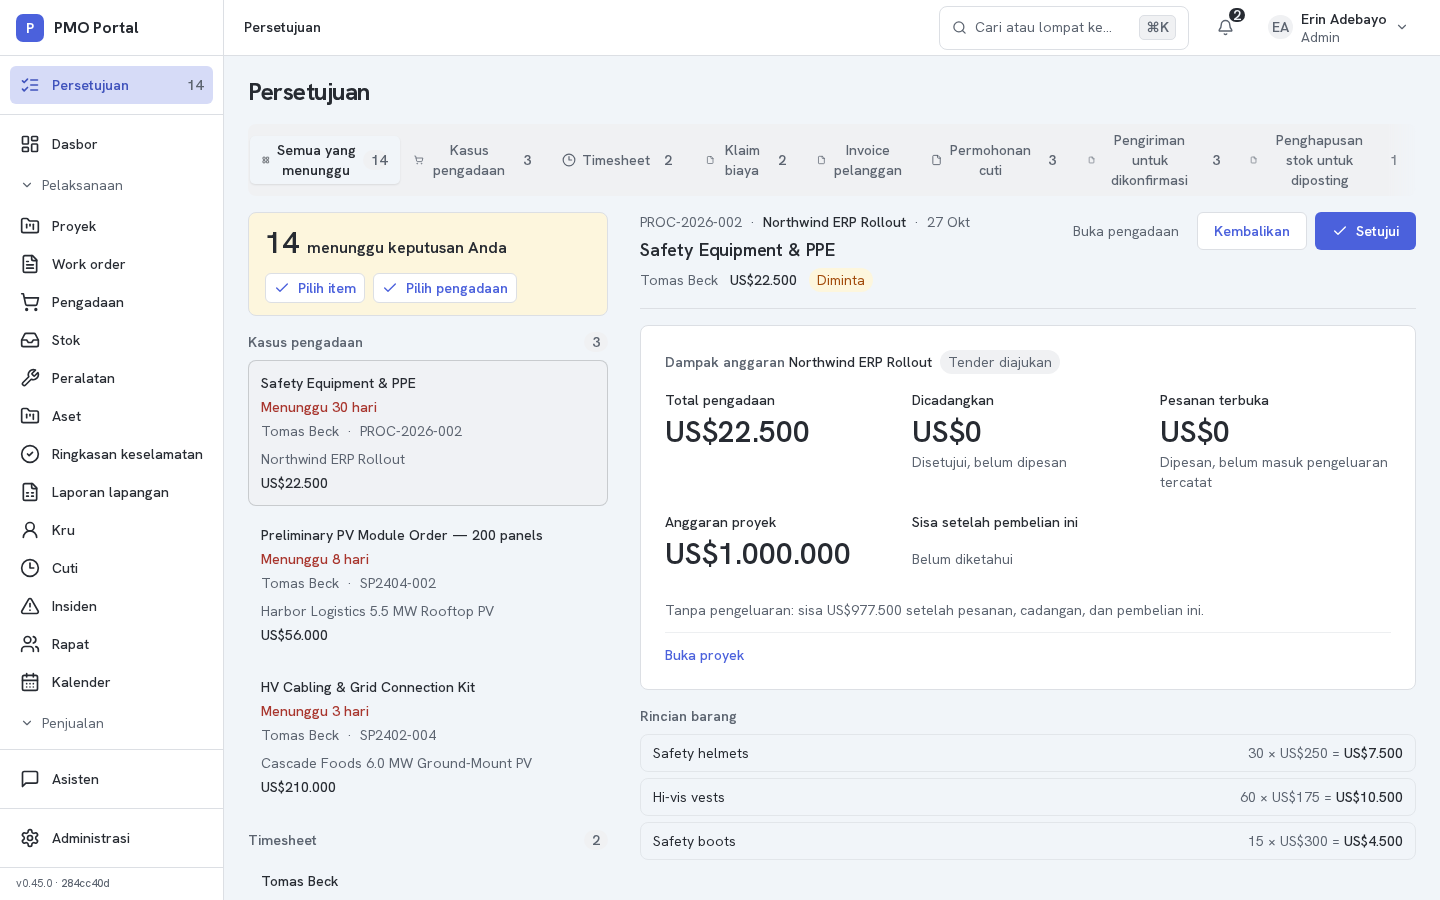 P PMO Portal
Persetujuan
Cari atau lompat ke...
⌘K
2
EA
Erin Adebayo
Admin
Persetujuan 14
Dasbor
Pelaksanaan
Proyek
Work order
Pengadaan
Stok
Peralatan
Aset
Ringkasan keselamatan
Laporan lapangan
Kru
Cuti
Insiden
Rapat
Kalender
Penjualan
Asisten
Administrasi
v0.45.0 · 284cc40d
Persetujuan
Semua yang menunggu 14
Kasus pengadaan 3
Timesheet 2
Klaim biaya 2
Invoice pelanggan
Permohonan cuti 3
Pengiriman untuk dikonfirmasi 3
Penghapusan stok untuk diposting 1
14 menunggu keputusan Anda
Pilih item
Pilih pengadaan
Kasus pengadaan 3
Safety Equipment & PPE
Menunggu 30 hari
Tomas Beck · PROC-2026-002
Northwind ERP Rollout
US$22.500
Preliminary PV Module Order — 200 panels
Menunggu 8 hari
Tomas Beck · SP2404-002
Harbor Logistics 5.5 MW Rooftop PV
US$56.000
HV Cabling & Grid Connection Kit
Menunggu 3 hari
Tomas Beck · SP2402-004
Cascade Foods 6.0 MW Ground-Mount PV
US$210.000
Timesheet 2
Tomas Beck
PROC-2026-002 · Northwind ERP Rollout · 27 Okt
Safety Equipment & PPE
Tomas Beck US$22.500 Diminta
Buka pengadaan
Kembalikan
Setujui
Dampak anggaran Northwind ERP Rollout Tender diajukan
Total pengadaan
US$22.500
Dicadangkan
US$0
Disetujui, belum dipesan
Pesanan terbuka
US$0
Dipesan, belum masuk pengeluaran tercatat
Anggaran proyek
US$1.000.000
Sisa setelah pembelian ini
Belum diketahui
Tanpa pengeluaran: sisa US$977.500 setelah pesanan, cadangan, dan pembelian ini.
Buka proyek
Rincian barang
Safety helmets 30 × US$250 = US$7.500
Hi-vis vests 60 × US$175 = US$10.500
Safety boots 15 × US$300 = US$4.500